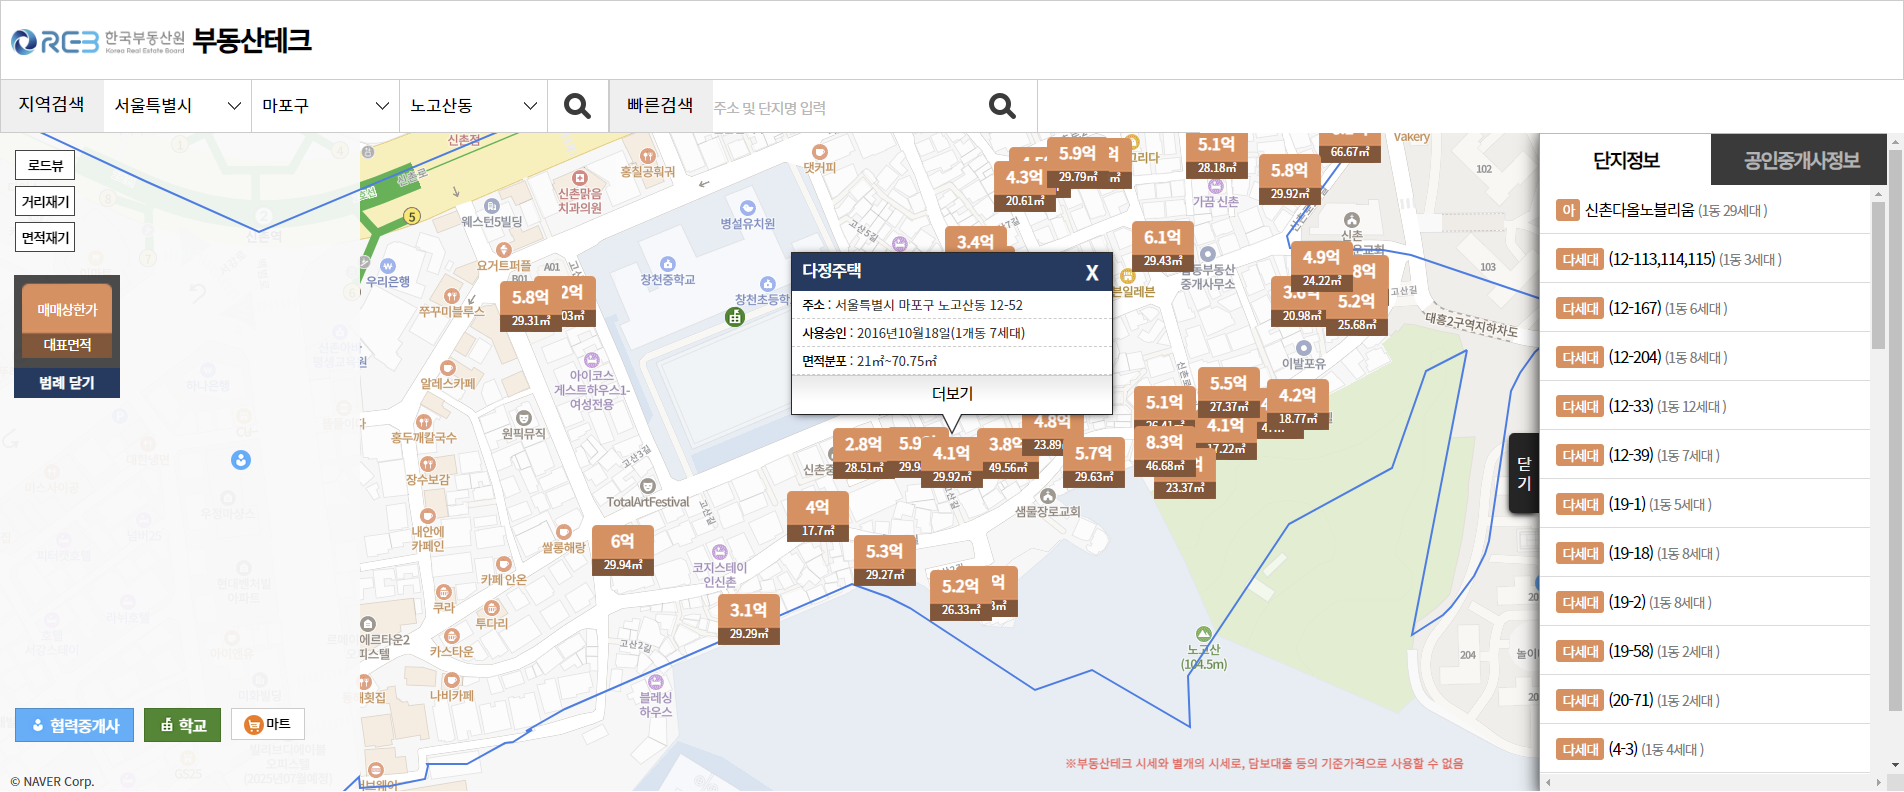 REB 한국부동산원 Korea Real Estate Board 부동산테크
지역검색 서울특별시 마포구 노고산동 빠른검색 주소 및 단지명 입력
로드뷰
거리재기
면적재기
매매상한가
대표면적
범례 닫기
협력중개사 학교 마트
© NAVER Corp.
신촌점
홍칠공훠궈
댓커피
신촌맑음
치과의원
웨스턴5빌딩
병설유치원
5
요거트퍼플
A01
B01
우리은행
쭈꾸미블루스
창천중학교
창천초등학
고산5길
알레스카페
아이코스
게스트하우스1-
여성전용
홍두깨칼국수
원픽뮤직
장수보감
고산3길
TotalArtFestival
고산길
내안에
카페인
쌀롱해랑
카페 안온
코지스테이
인신촌
쿠라
투다리
카스타운
고산2길
나비카페
블레싱
하우스
가끔 신촌
Vakery
102
103
신촌
대흥2구역지하차도
이발포유
샘물장로교회
노고산
(104.5m)
204
5.8억
29.31㎡
4.3억
20.61㎡
5.9억
29.79㎡
5.1억
28.18㎡
66.67㎡
5.8억
29.92㎡
3.4억
6.1억
29.43㎡
4.9억
24.22㎡
20.98㎡
5.2억
25.68㎡
다정주택 X
주소 : 서울특별시 마포구 노고산동 12-52
사용승인 : 2016년10월18일(1개동 7세대)
면적분포 : 21㎡~70.75㎡
더보기
5.5억
27.37㎡
4.2억
18.77㎡
5.1억
4.8억
23.89
2.8억
28.51㎡
5.9
4.1억
29.92㎡
3.8억
49.56㎡
5.7억
29.63㎡
8.3억
46.68㎡
4.1억
17.22㎡
23.37㎡
4억
17.7㎡
6억
29.94㎡
5.3억
29.27㎡
5.2억
26.33㎡
3.1억
29.29㎡
※부동산테크 시세와 별개의 시세로, 담보대출 등의 기준가격으로 사용할 수 없음
닫
기
단지정보 공인중개사정보
아 신촌다올노블리움 (1동 29세대 )
다세대 (12-113,114,115) (1동 3세대 )
다세대 (12-167) (1동 6세대 )
다세대 (12-204) (1동 8세대 )
다세대 (12-33) (1동 12세대 )
다세대 (12-39) (1동 7세대 )
다세대 (19-1) (1동 5세대 )
다세대 (19-18) (1동 8세대 )
다세대 (19-2) (1동 8세대 )
다세대 (19-58) (1동 2세대 )
다세대 (20-71) (1동 2세대 )
다세대 (4-3) (1동 4세대 )